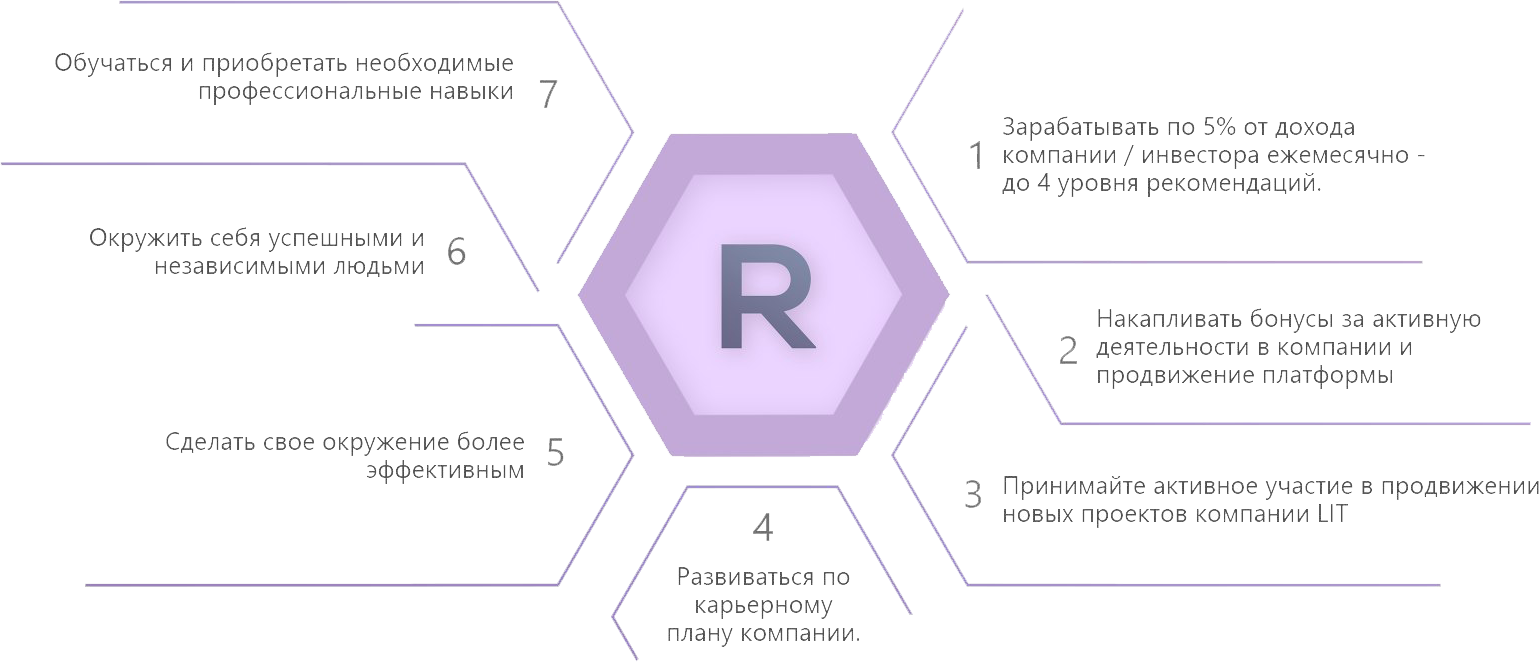 R
1
Зарабатывать по 5% от дохода
компании / инвестора ежемесячно -
до 4 уровня рекомендаций.
2
Накапливать бонусы за активную
деятельности в компании и
продвижение платформы
3
Принимайте активное участие в продвижении
новых проектов компании LIT
4
Развиваться по
карьерному
плану компании.
5
Сделать свое окружение более
эффективным
6
Окружить себя успешными и
независимыми людьми
7
Обучаться и приобретать необходимые
профессиональные навыки